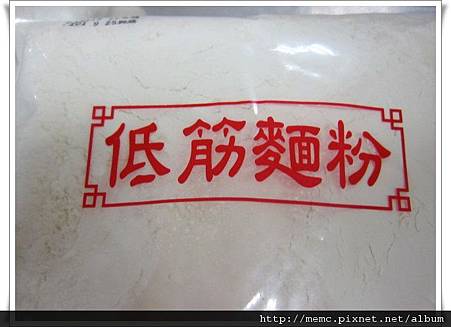 低筋麵粉
http://memc.pixnet.net/album